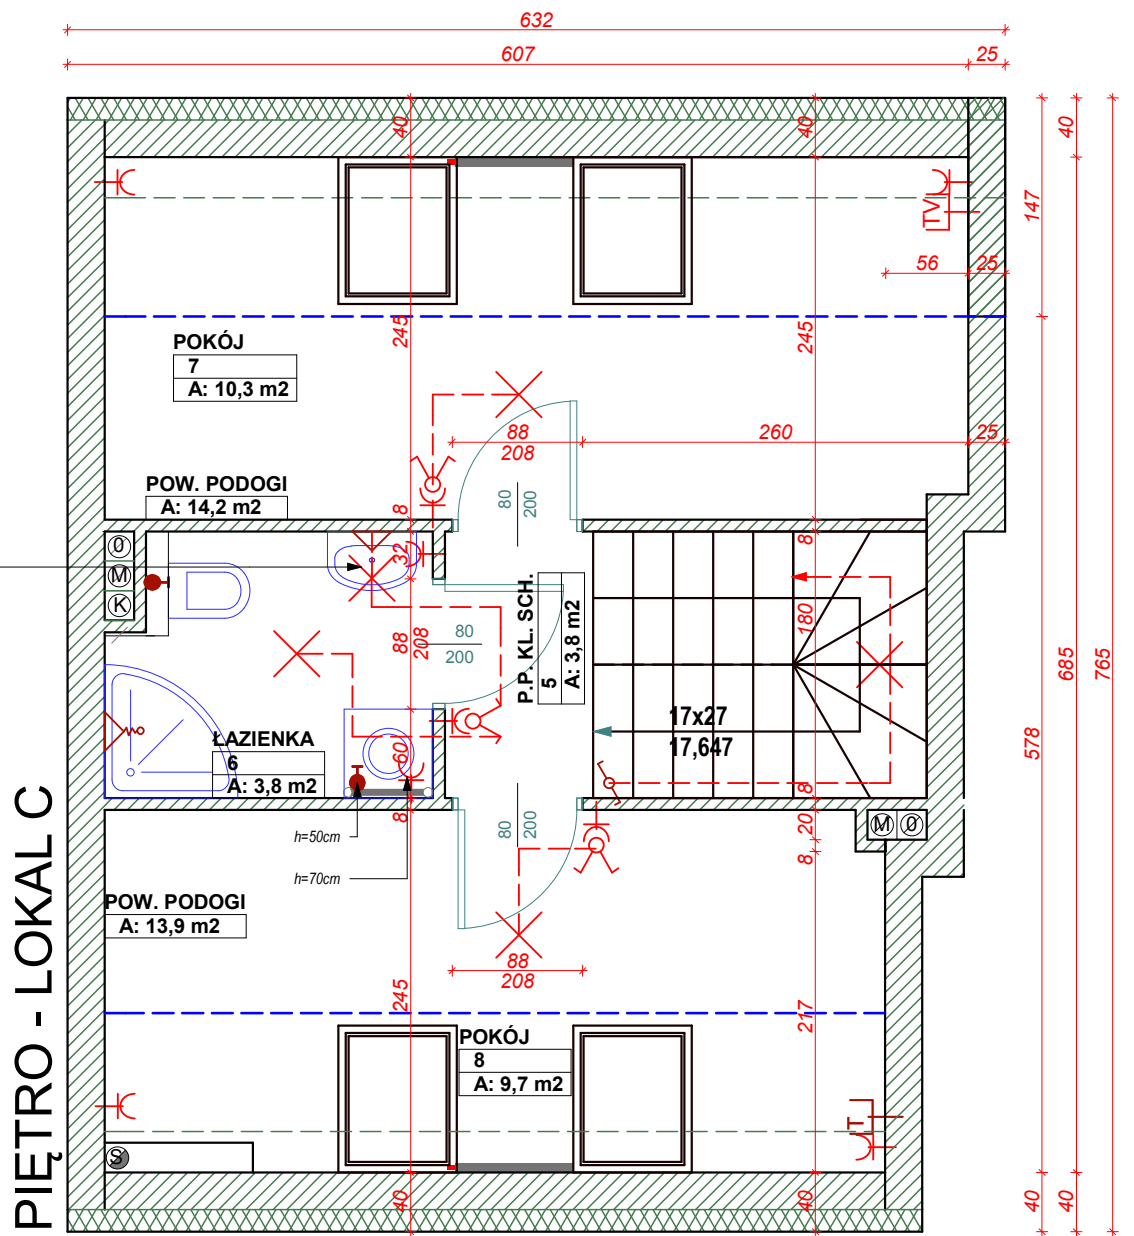 632
607
25
40
40
40
147
TV
56
25
245
245
POKÓJ
7
A: 10,3 m2
88
208
260
25
POW. PODOGI
A: 14,2 m2
8
80
200
0
M
K
32
8
P.P. KL. SCH.
5
A: 3,8 m2
180
88
208
80
200
685
765
578
17x27
17,647
ŁAZIENKA
6
A: 3,8 m2
60
8
8
80
200
20
M
0
8
h=50cm
h=70cm
POW. PODOGI
A: 13,9 m2
88
208
245
217
POKÓJ
8
A: 9,7 m2
T
S
40
40
40
40
PIĘTRO - LOKAL C